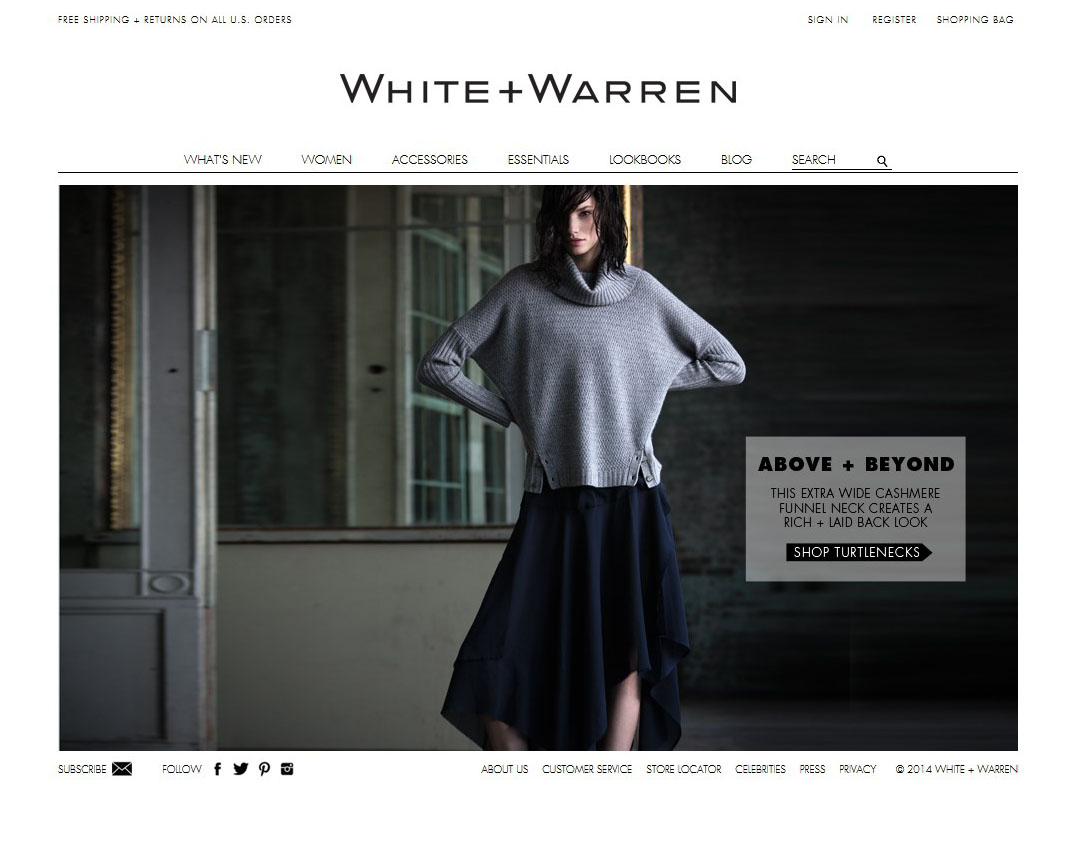 FREE SHIPPING + RETURNS ON ALL U.S. ORDERS
SIGN IN REGISTER SHOPPING BAG
WHITE+WARREN
WHAT'S NEW WOMEN ACCESSORIES ESSENTIALS LOOKBOOKS BLOG SEARCH
ABOVE + BEYOND
THIS EXTRA WIDE CASHMERE
FUNNEL NECK CREATES A
RICH + LAID BACK LOOK
SHOP TURTLENECKS
SUBSCRIBE FOLLOW ABOUT US CUSTOMER SERVICE STORE LOCATOR CELEBRITIES PRESS PRIVACY © 2014 WHITE + WARREN